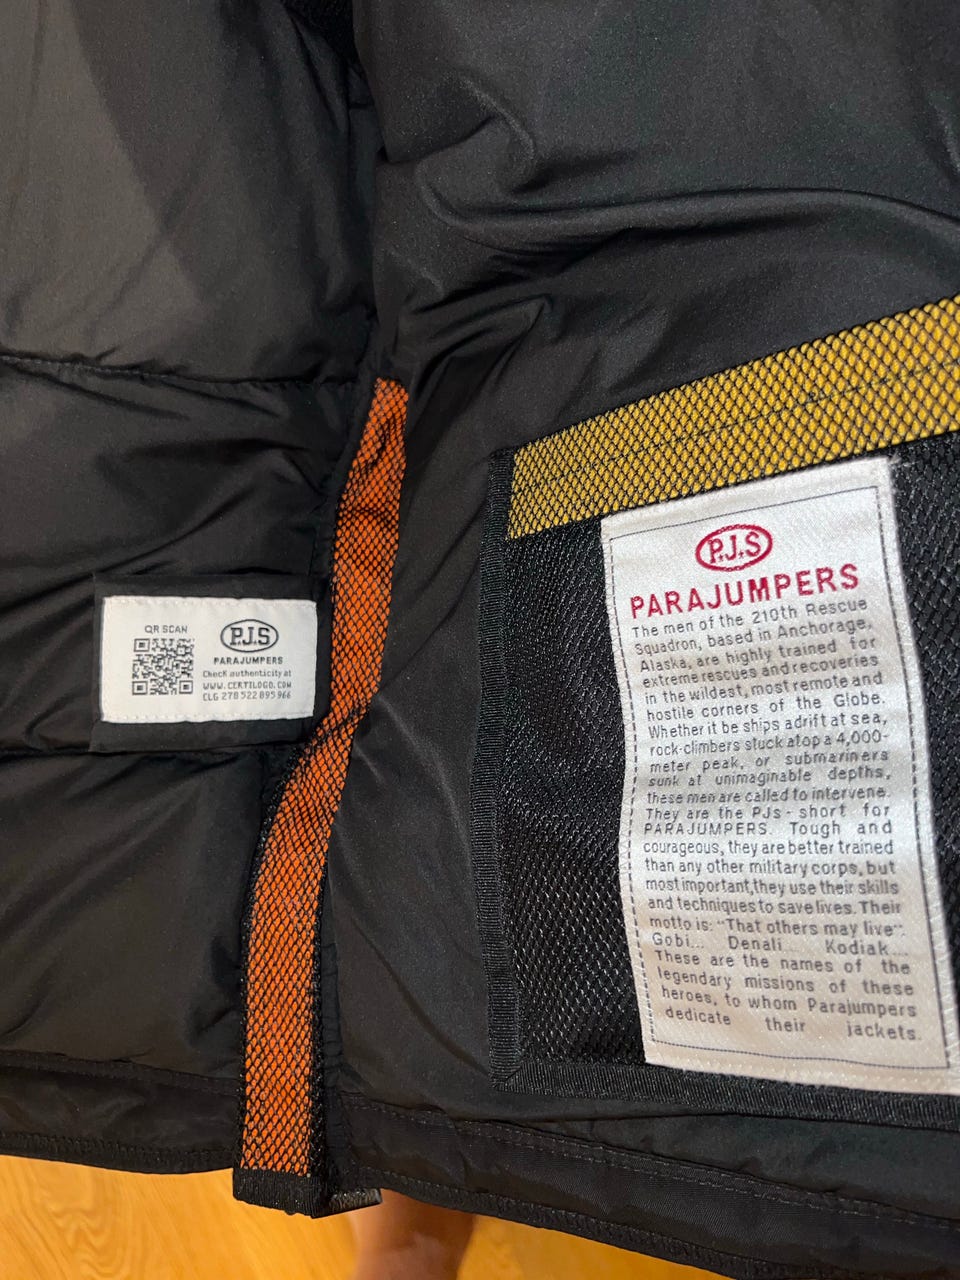 QR SCAN
P.J.S
PARAJUMPERS
Check authenticity at
WWW.CERTILOGO.COM
CLG 278 522 895 966
P.J.S
PARAJUMPERS
The men of the 210th Rescue
Squadron, based in Anchorage,
Alaska, are highly trained for
extreme rescues and recoveries
in the wildest, most remote and
hostile corners of the Globe.
Whether it be ships adrift at sea,
rock-climbers stuck atop a 4,000-
meter peak, or submariners
sunk at unimaginable depths,
these men are called to intervene.
They are the PJs - short for
PARAJUMPERS. Tough and
courageous, they are better trained
than any other military corps, but
most important, they use their skills
and techniques to save lives. Their
motto is: "That others may live".
Gobi... Denali... Kodiak...
These are the names of the
legendary missions of these
heroes, to whom Parajumpers
dedicate their jackets.